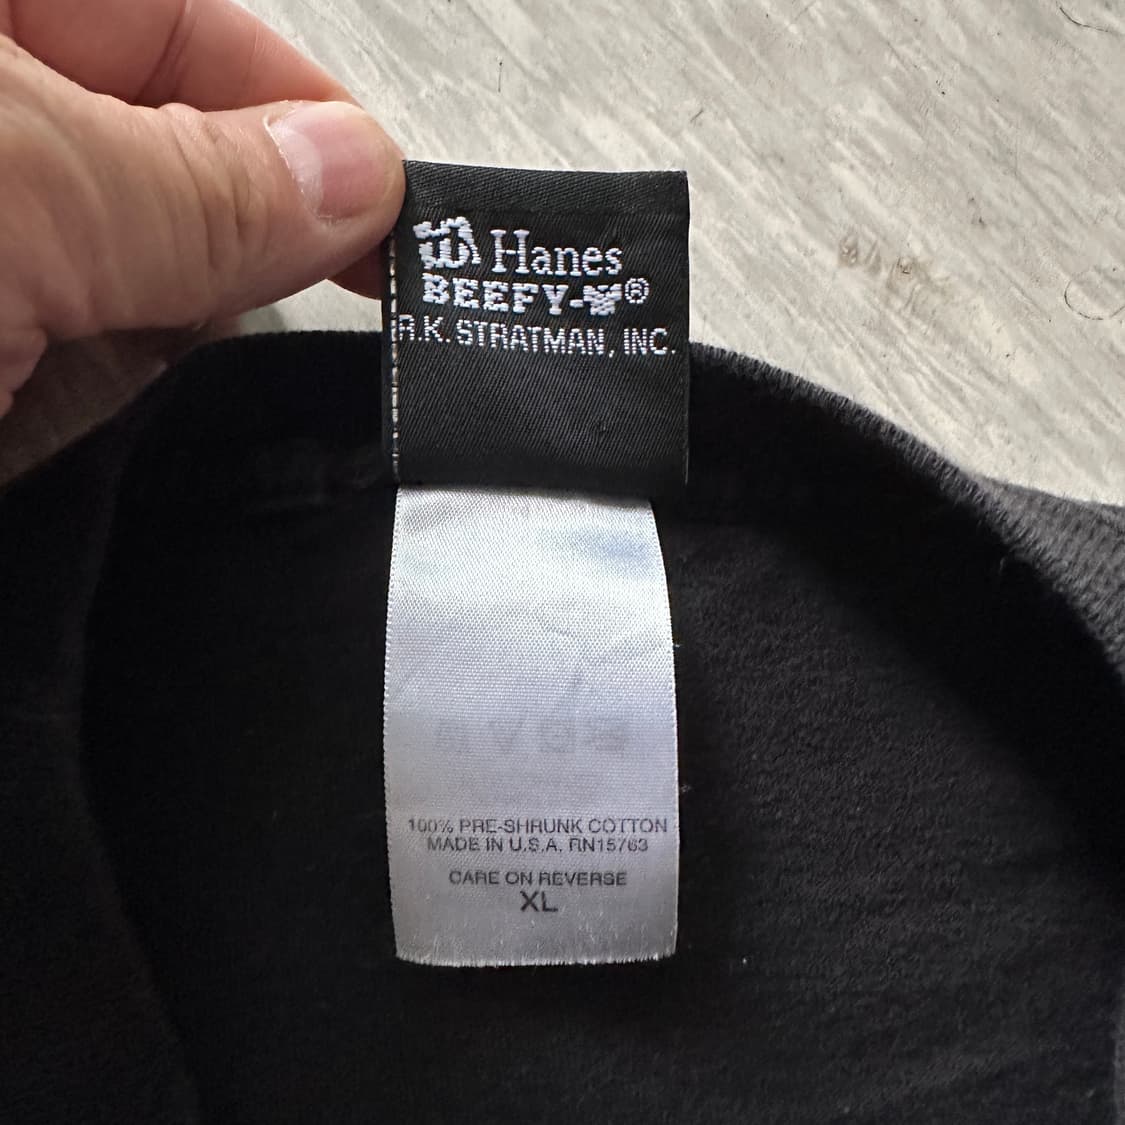 Hanes
BEEFY-®
R.K. STRATMAN, INC.
100% PRE-SHRUNK COTTON
MADE IN U.S.A. RN15763
CARE ON REVERSE
XL